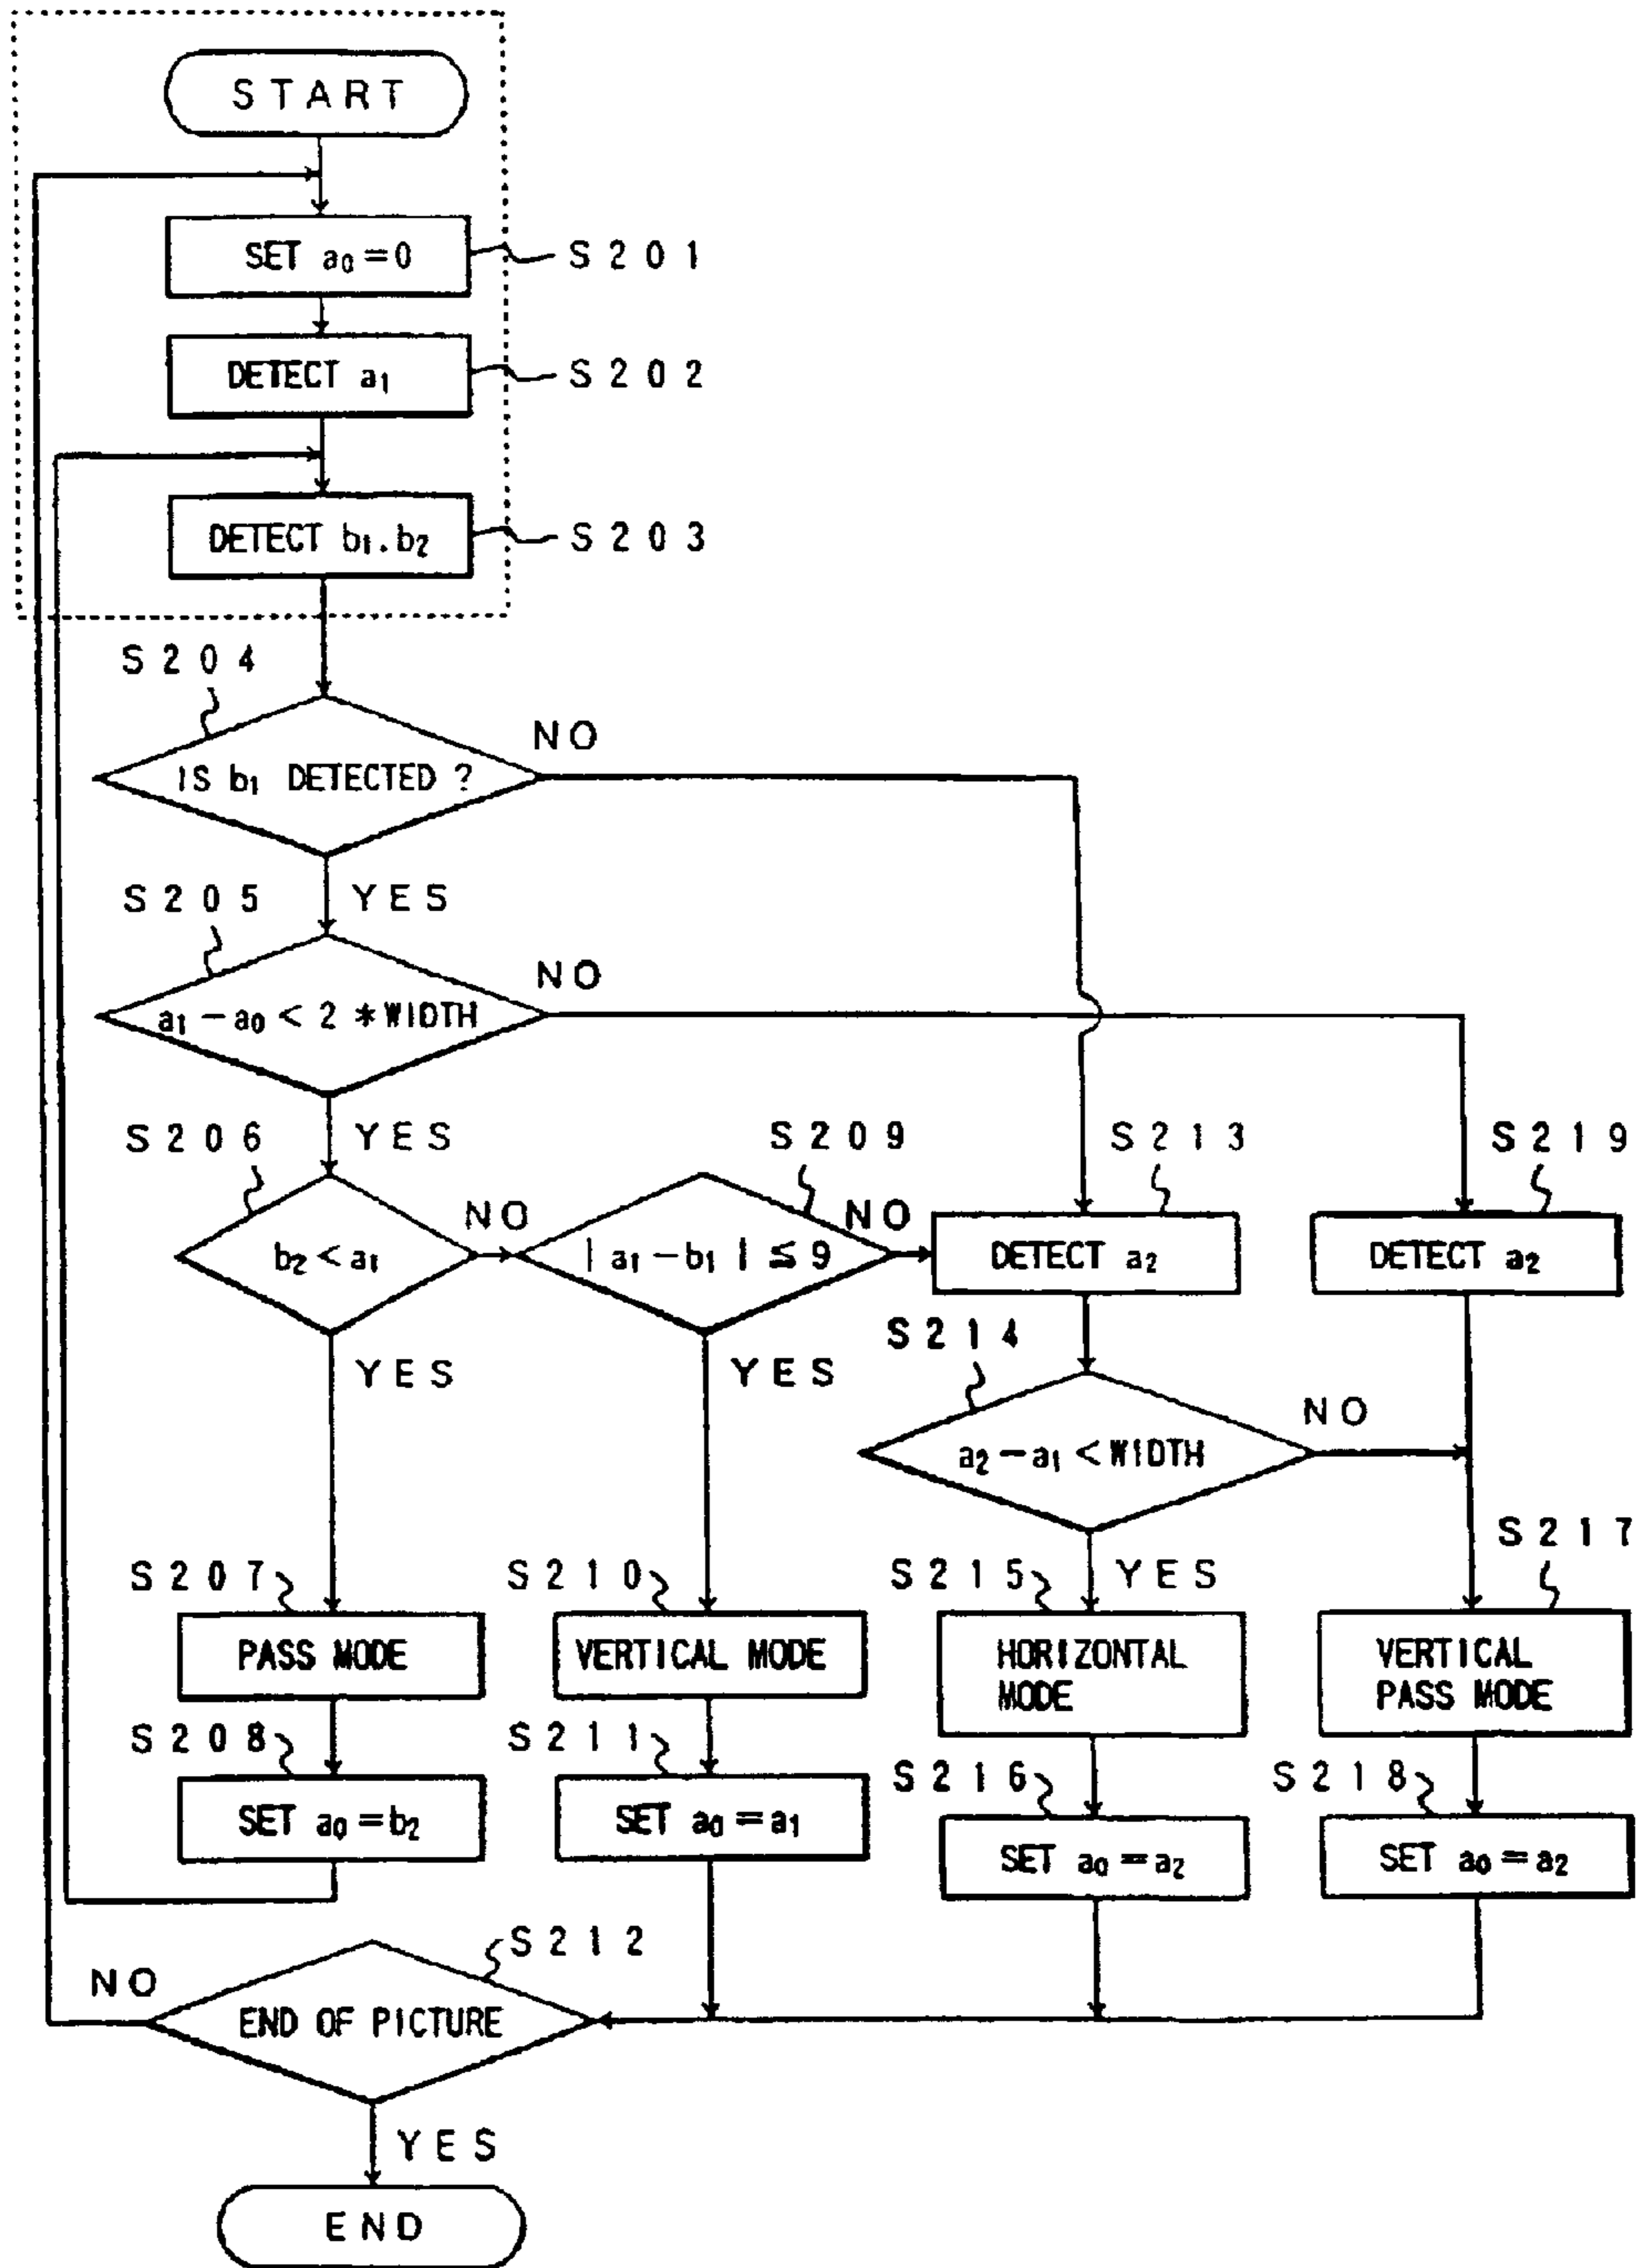 START
SET a₀=0
S201
DETECT a₁
S202
DETECT b₁.b₂
S203
S204
IS b₁ DETECTED ?
NO
YES
S205
a₁－a₀ < 2 *WIDTH
NO
YES
S206
b₂ < a₁
NO
YES
S209
| a₁－b₁ | ≦ 9
NO
YES
S213
DETECT a₂
S219
DETECT a₂
S214
a₂－a₁ < WIDTH
NO
YES
S207
PASS MODE
S210
VERTICAL MODE
S215
HORIZONTAL
MODE
S217
VERTICAL
PASS MODE
S208
SET a₀=b₂
S211
SET a₀=a₁
S216
SET a₀=a₂
S218
SET a₀=a₂
S212
END OF PICTURE
NO
YES
END